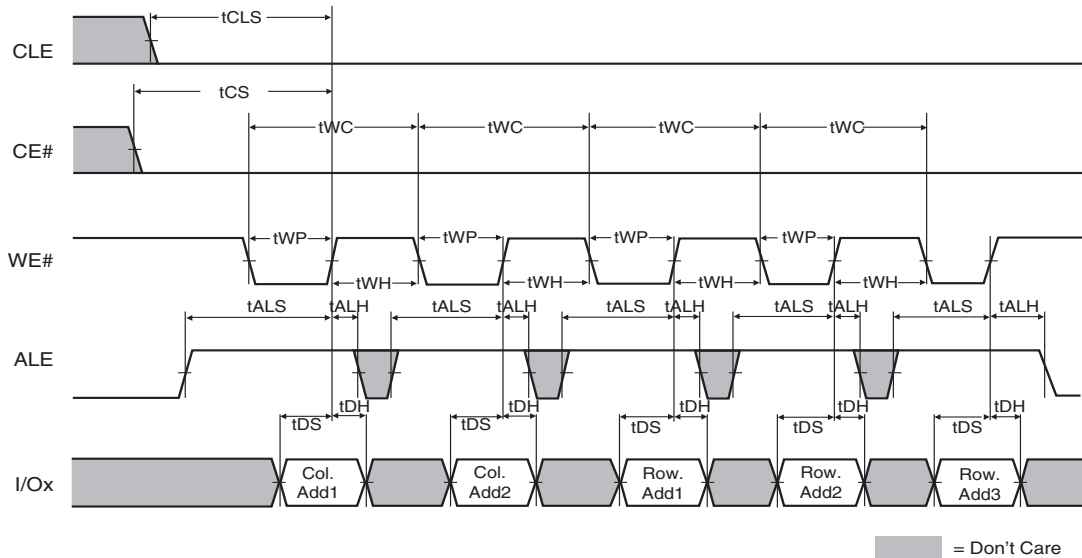 tCLS
CLE
tCS
tWC tWC tWC tWC
CE#
tWP tWP tWP tWP
WE#
tWH tWH tWH tWH
tALS tALH tALS tALH tALS tALH tALS tALH tALS tALH
ALE
tDS tDH tDS tDH tDS tDH tDS tDH tDS tDH
I/Ox
Col. Add1
Col. Add2
Row. Add1
Row. Add2
Row. Add3
= Don't Care